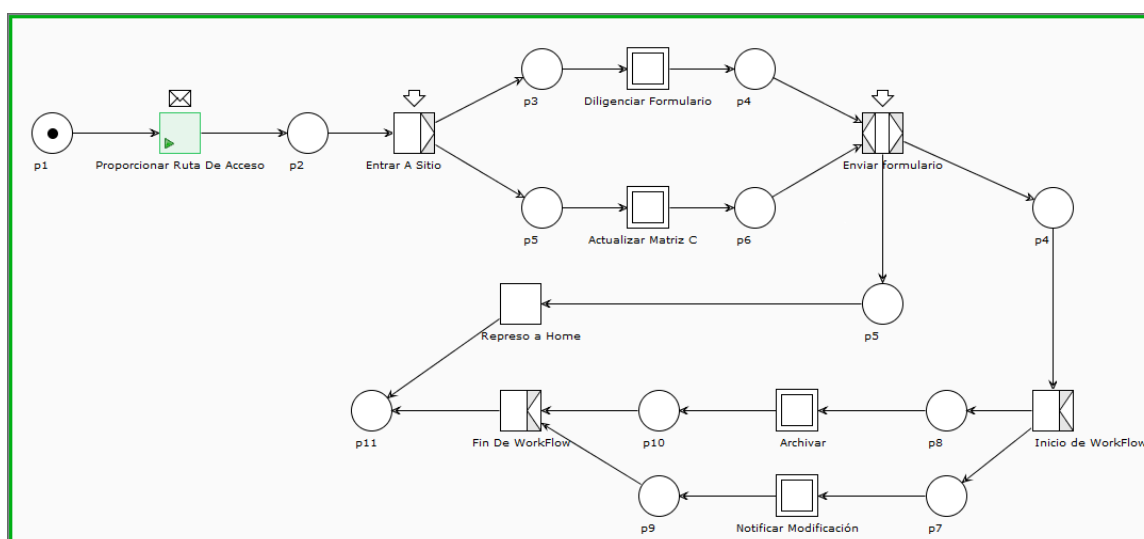 p3
Diligenciar Formulario
p4
p1
Proporcionar Ruta De Acceso
p2
Entrar A Sitio
Enviar formulario
p5
Actualizar Matriz C
p6
p4
Represo a Home
p5
p11
Fin De WorkFlow
p10
Archivar
p8
Inicio de WorkFlow
p9
Notificar Modificación
p7